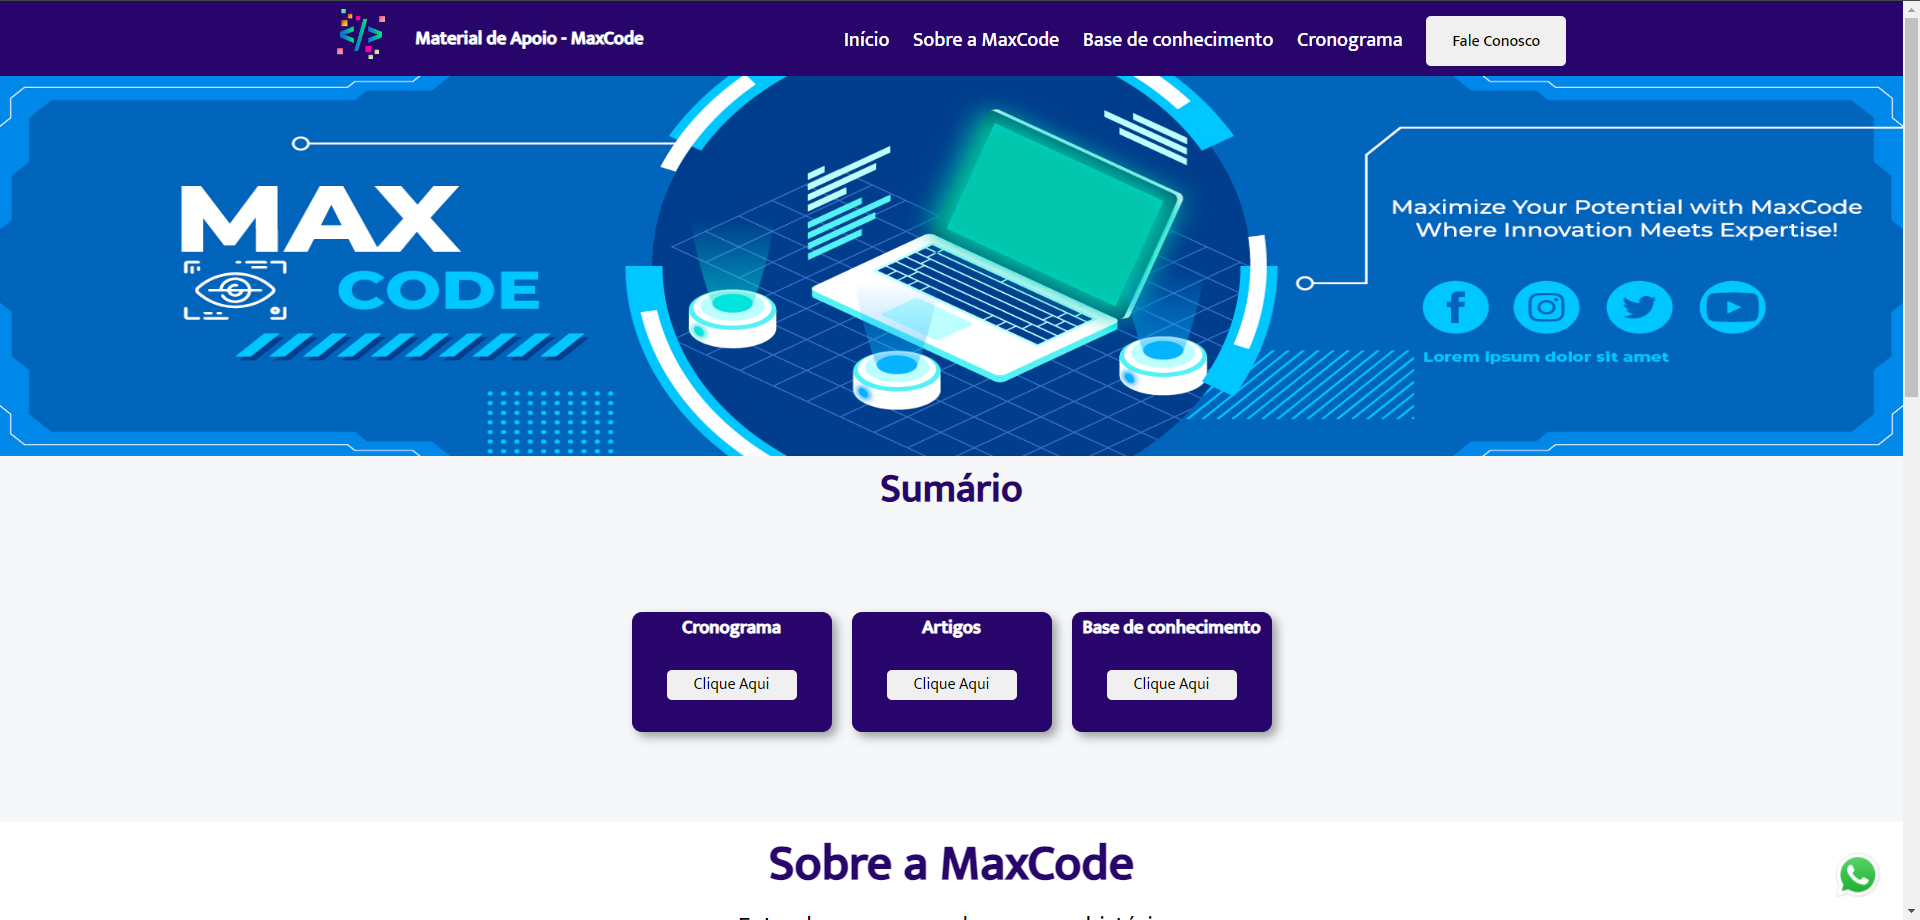 Material de Apoio - MaxCode
Início
Sobre a MaxCode
Base de conhecimento
Cronograma
Fale Conosco
MAX
CODE
Maximize Your Potential with MaxCode
Where Innovation Meets Expertise!
Lorem ipsum dolor sit amet
Sumário
Cronograma
Artigos
Base de conhecimento
Clique Aqui
Clique Aqui
Clique Aqui
Sobre a MaxCode